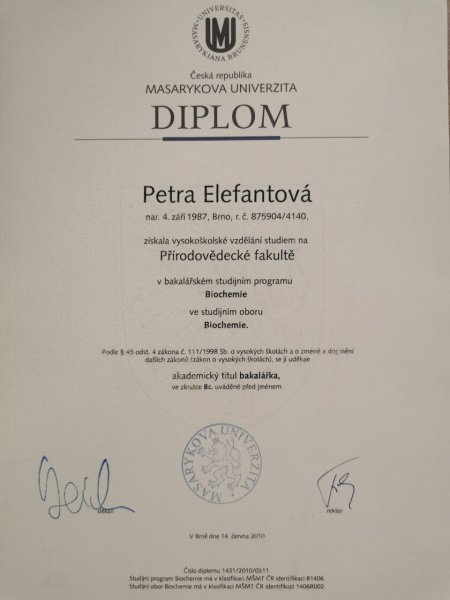 UNIVERSITAS MASARYKIANA BRUNENSIS
Česká republika
MASARYKOVA UNIVERZITA
DIPLOM
Petra Elefantová
nar. 4. září 1987, Brno, r. č. 875904/4140,
získala vysokoškolské vzdělání studiem na
Přírodovědecké fakultě
v bakalářském studijním programu
Biochemie
ve studijním oboru
Biochemie.
Podle § 45 odst. 4 zákona č. 111/1998 Sb. o vysokých školách a o změně a doplnění
dalších zákonů (zákon o vysokých školách), se jí uděluje
akademický titul bakalářka,
ve zkratce Bc. uváděné před jménem.
MASARYKOVA UNIVERZITA
děkan
rektor
V Brně dne 14. června 2010
Číslo diplomu 1431/2010/0511.
Studijní program Biochemie má v klasifikaci MŠMT ČR identifikaci B1406.
Studijní obor Biochemie má v klasifikaci MŠMT ČR identifikaci 1406R002.